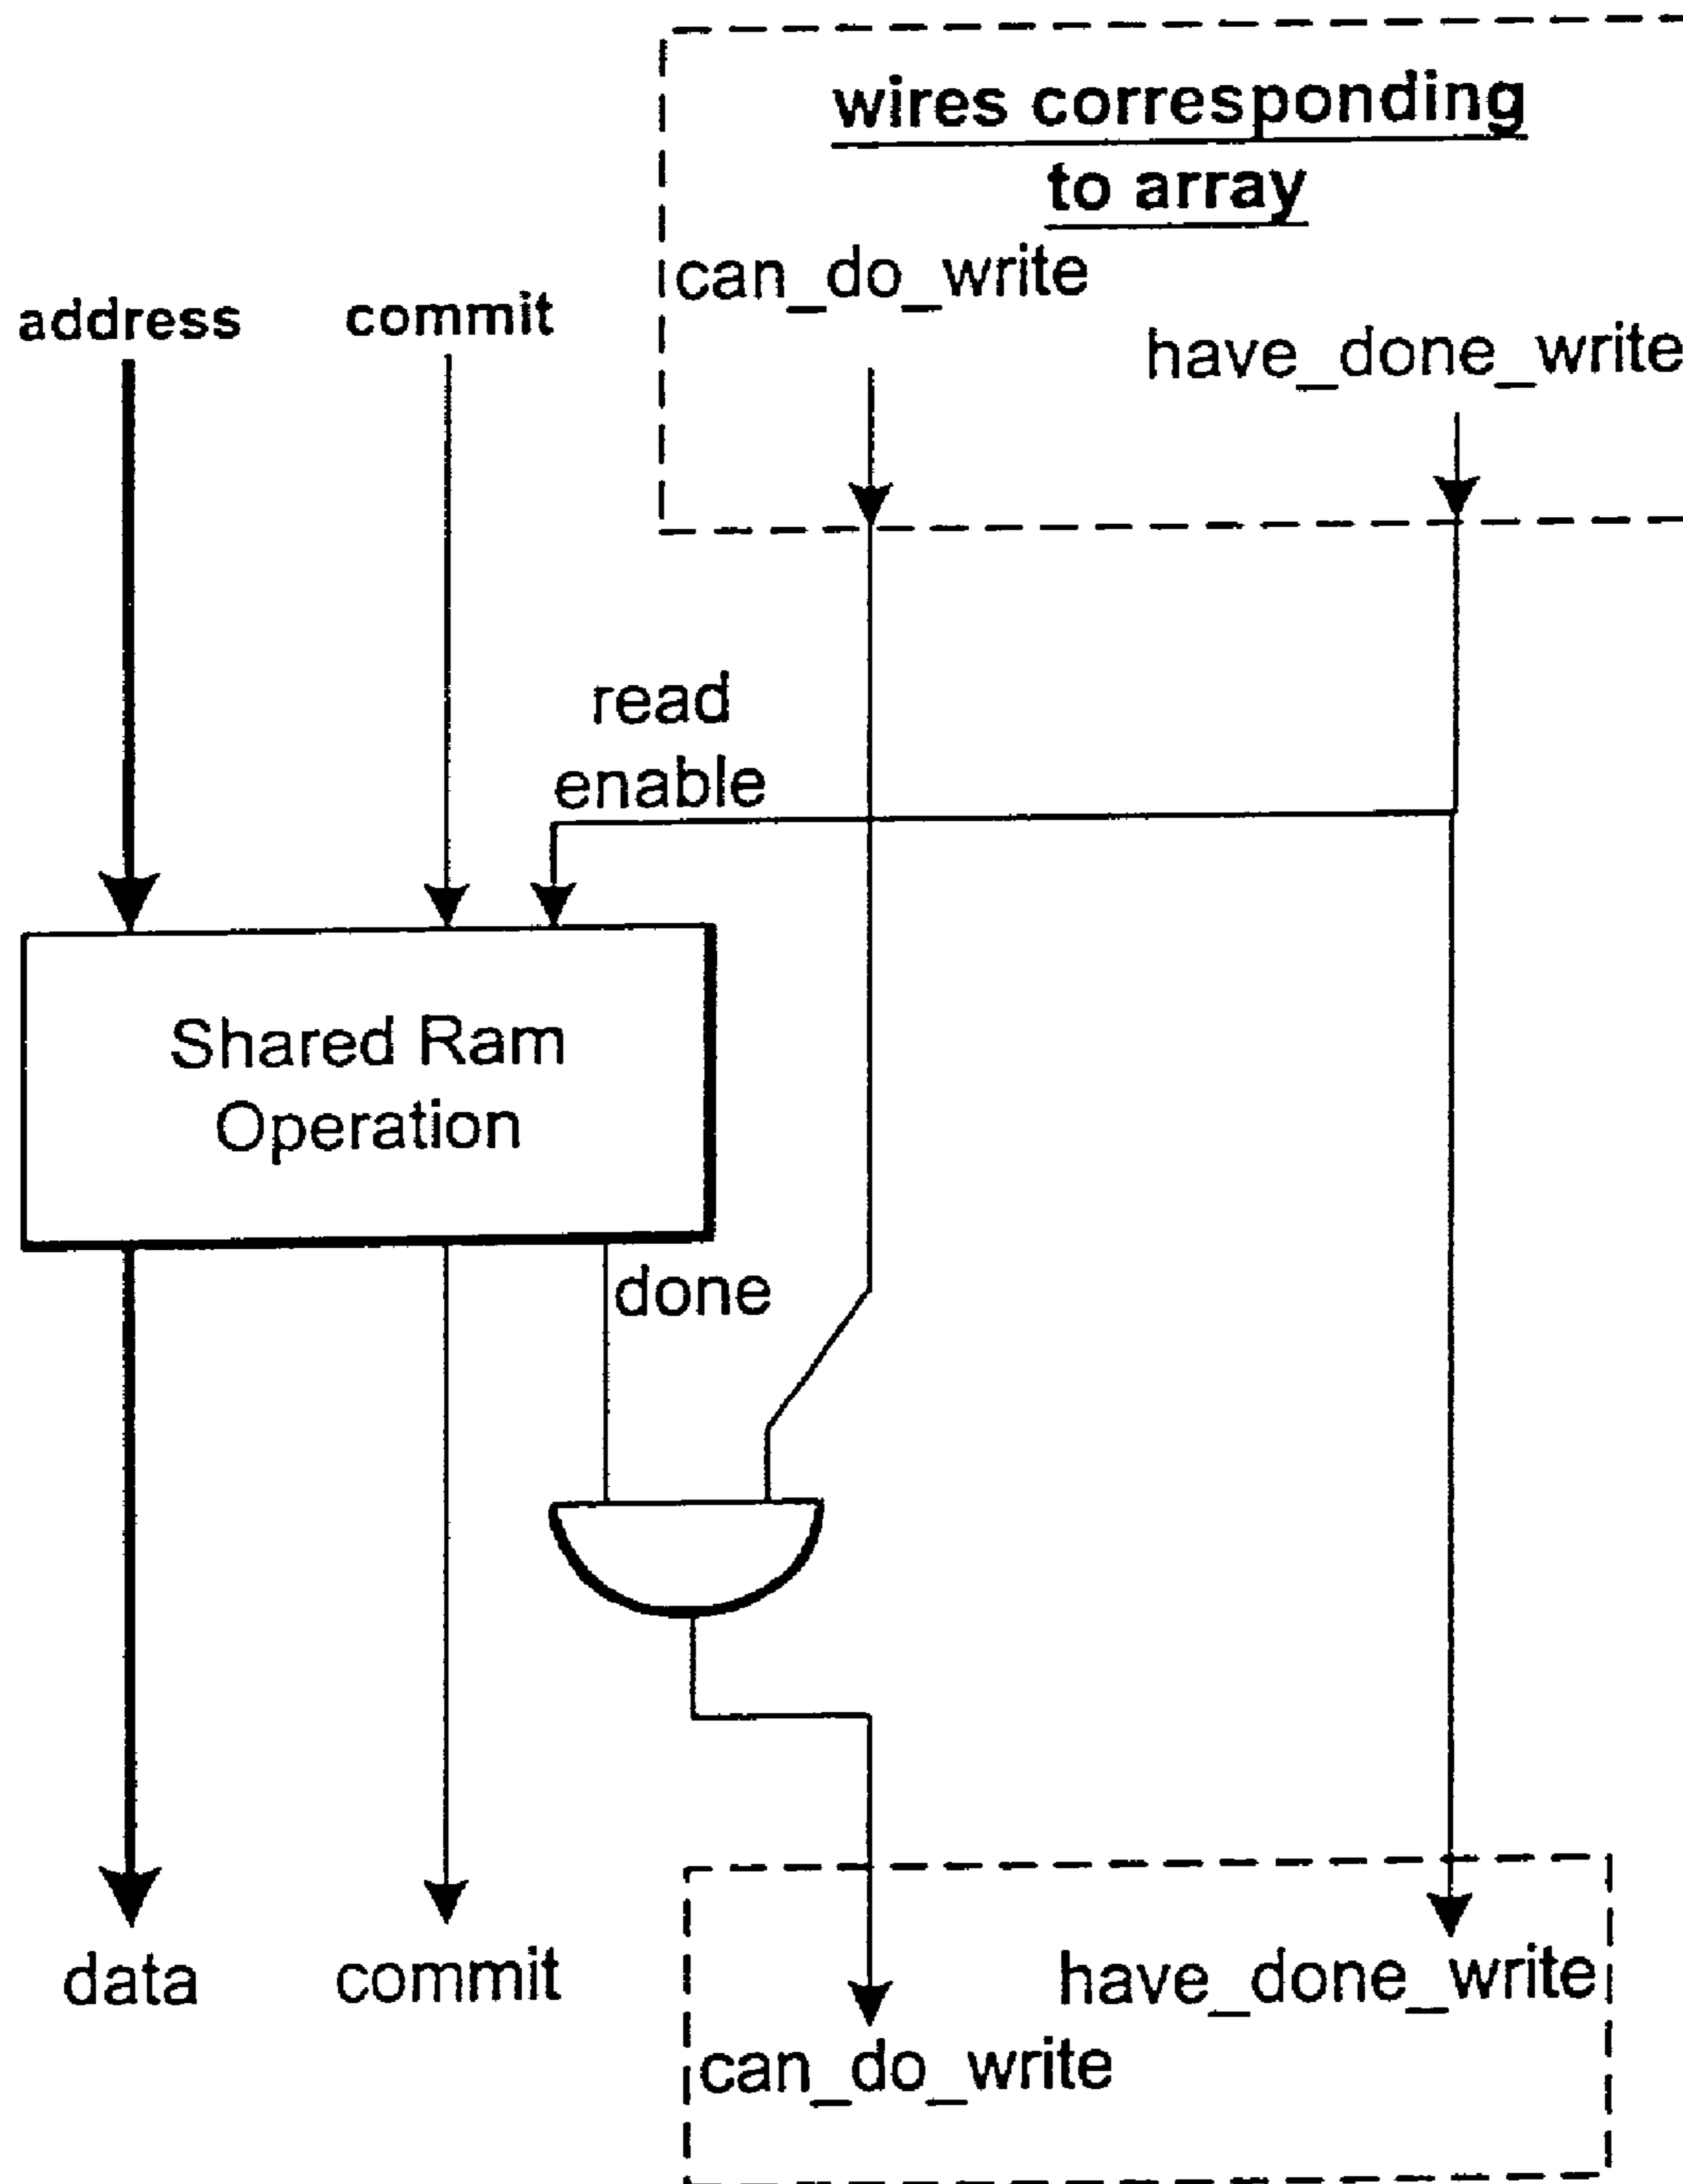 wires corresponding
to array
can_do_write
address
commit
have_done_write
read
enable
Shared Ram
Operation
done
data
commit
have_done_write
can_do_write